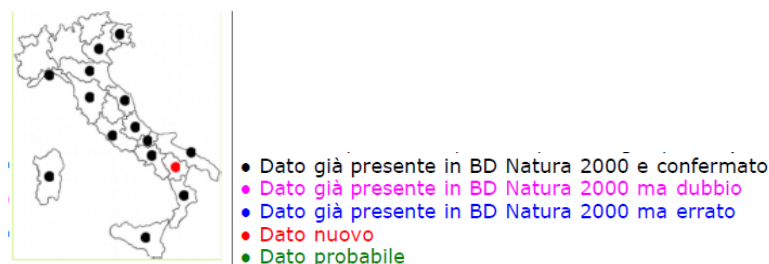 ● Dato già presente in BD Natura 2000 e confermato
● Dato già presente in BD Natura 2000 ma dubbio
● Dato già presente in BD Natura 2000 ma errato
● Dato nuovo
● Dato probabile